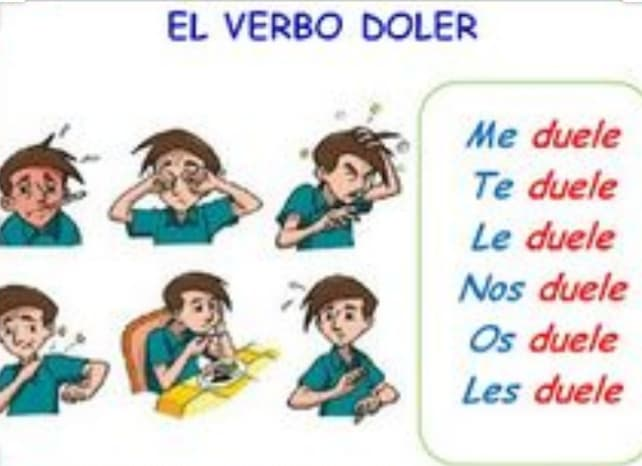 EL VERBO DOLER
Me duele
Te duele
Le duele
Nos duele
Os duele
Les duele